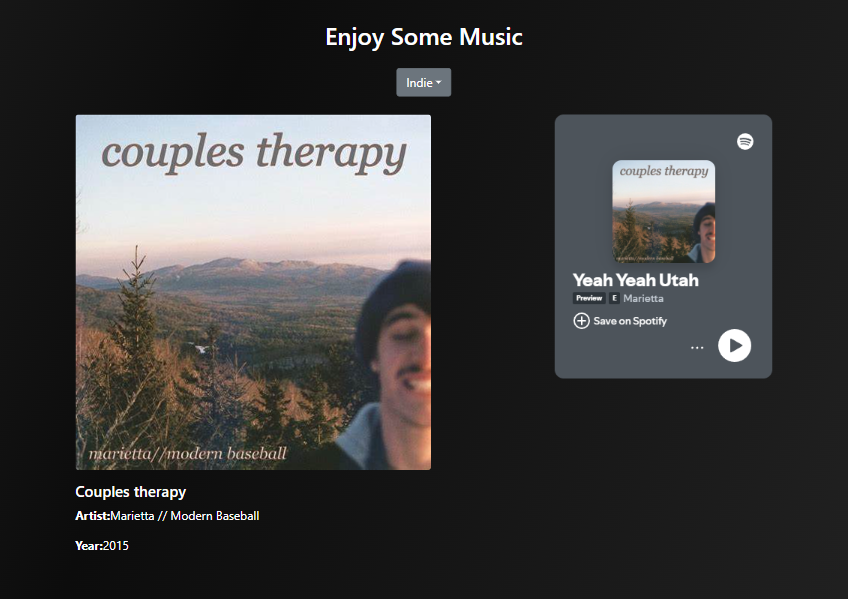 Enjoy Some Music
Indie
couples therapy
marietta//modern baseball
Couples therapy
Artist:Marietta // Modern Baseball
Year:2015
couples therapy
marietta//modern baseball
Yeah Yeah Utah
Preview E Marietta
Save on Spotify